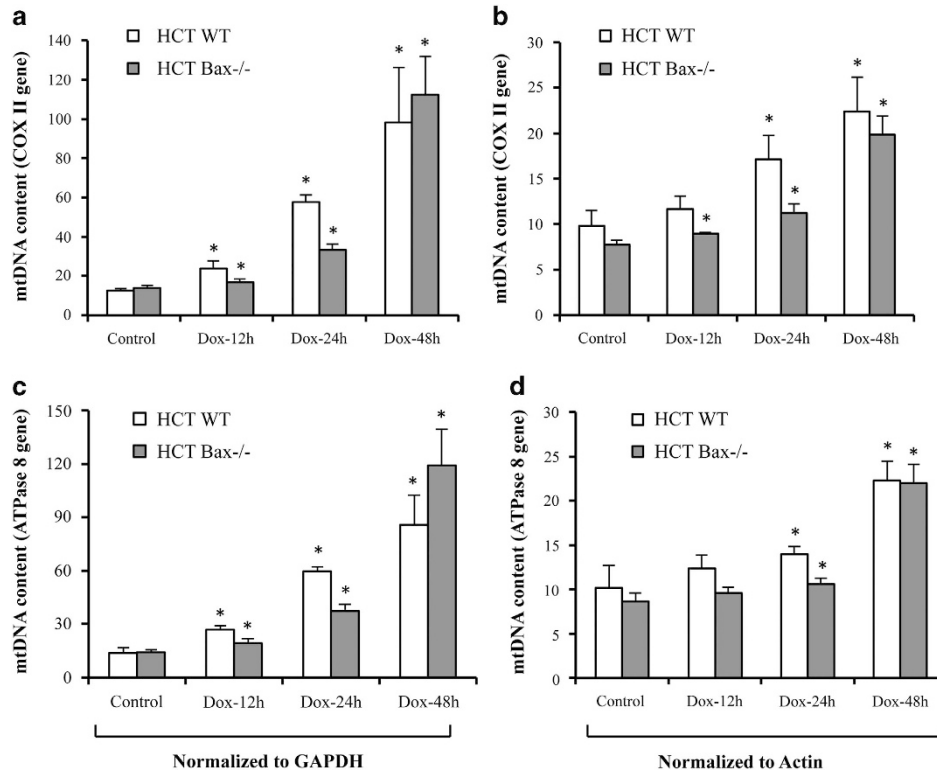 a
HCT WT
HCT Bax-/-
mtDNA content (COX II gene)
140
120
100
80
60
40
20
0
* * * * * *
Control Dox-12h Dox-24h Dox-48h
b
HCT WT
HCT Bax-/-
mtDNA content (COX II gene)
30
25
20
15
10
5
0
* * * * *
Control Dox-12h Dox-24h Dox-48h
c
HCT WT
HCT Bax-/-
mtDNA content (ATPase 8 gene)
150
120
90
60
30
0
* * * * * *
Control Dox-12h Dox-24h Dox-48h
Normalized to GAPDH
d
HCT WT
HCT Bax-/-
mtDNA content (ATPase 8 gene)
30
25
20
15
10
5
0
* * * *
Control Dox-12h Dox-24h Dox-48h
Normalized to Actin